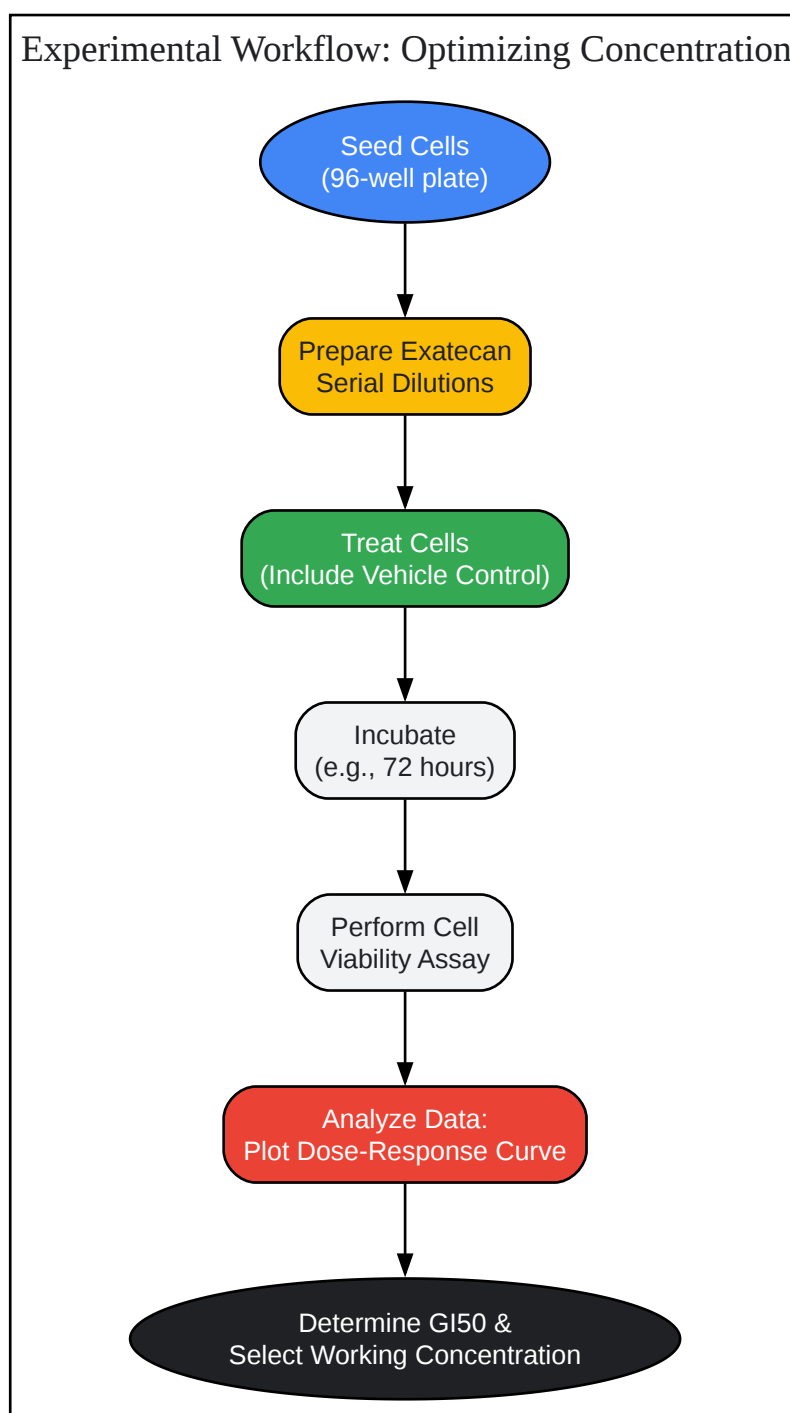 Experimental Workflow: Optimizing Concentration
Seed Cells
(96-well plate)
Prepare Exatecan
Serial Dilutions
Treat Cells
(Include Vehicle Control)
Incubate
(e.g., 72 hours)
Perform Cell
Viability Assay
Analyze Data:
Plot Dose-Response Curve
Determine GI50 &
Select Working Concentration